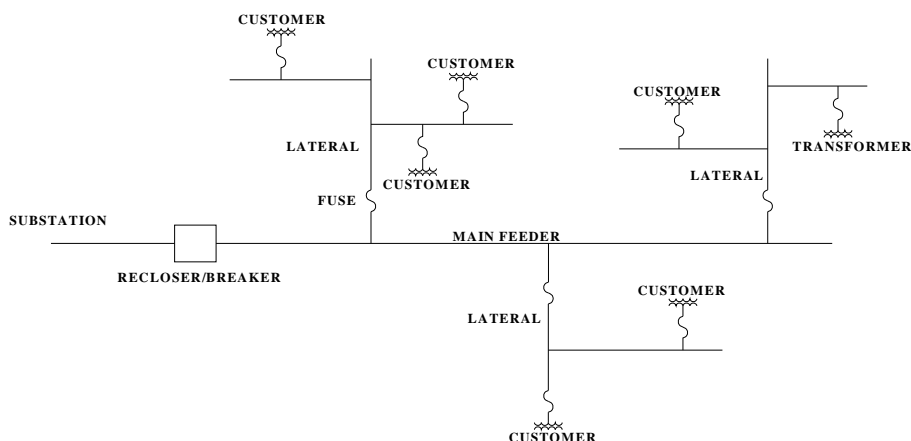 CUSTOMER
CUSTOMER
CUSTOMER
LATERAL
CUSTOMER
TRANSFORMER
LATERAL
FUSE
SUBSTATION
MAIN FEEDER
RECLOSER/BREAKER
CUSTOMER
LATERAL
CUSTOMER